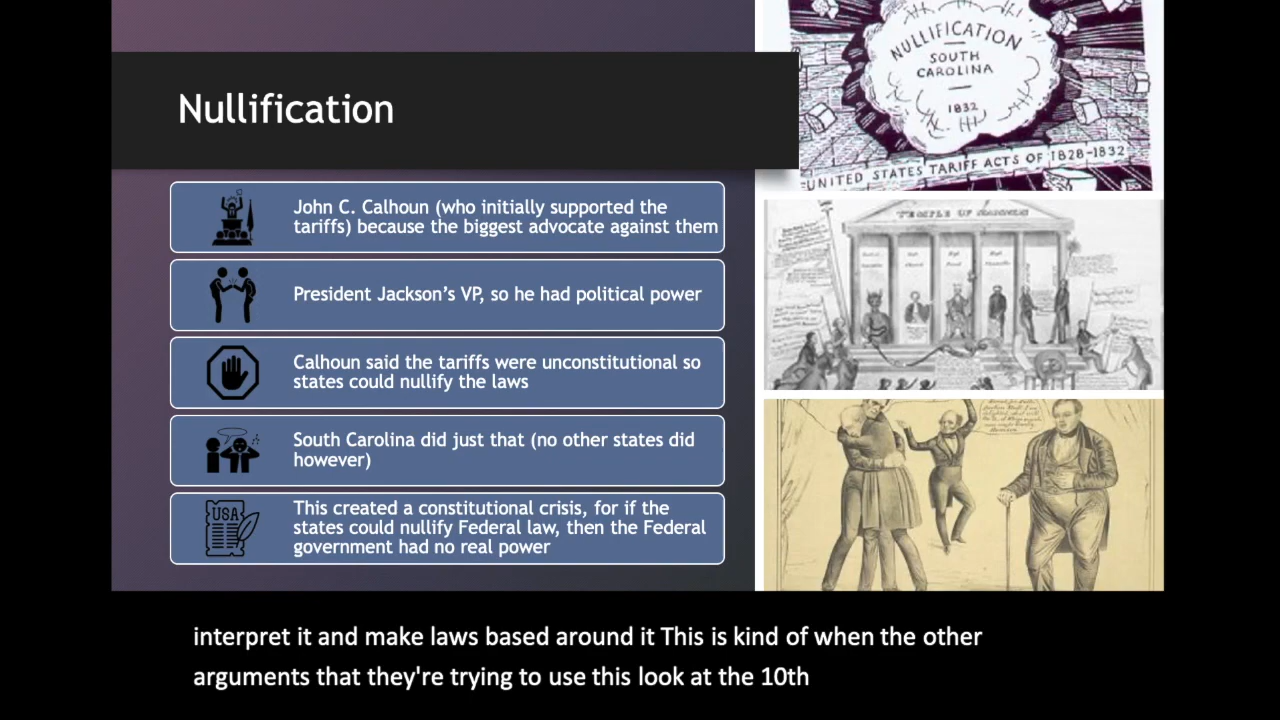 Nullification
John C. Calhoun (who initially supported the
tariffs) because the biggest advocate against them
President Jackson's VP, so he had political power
Calhoun said the tariffs were unconstitutional so
states could nullify the laws
South Carolina did just that (no other states did
however)
USA
This created a constitutional crisis, for if the
states could nullify Federal law, then the Federal
government had no real power
NULLIFICATION
SOUTH
CAROLINA
1832
UNITED STATES TARIFF ACTS OF 1828-1832
TEMPLE OF
interpret it and make laws based around it This is kind of when the other
arguments that they're trying to use this look at the 10th